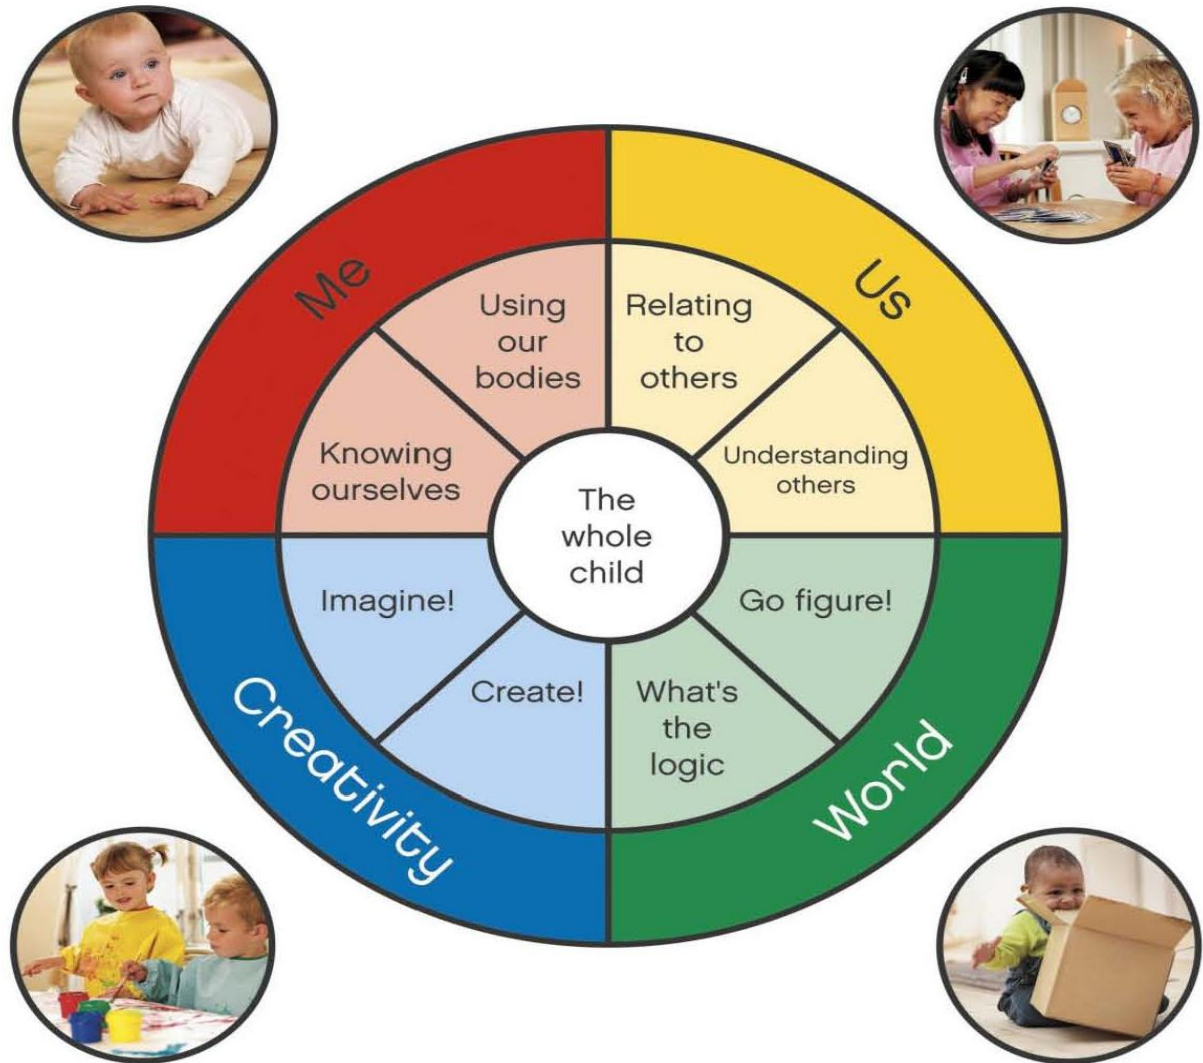 Me
Us
Using
our
bodies
Relating
to
others
Knowing
ourselves
Understanding
others
The
whole
child
Imagine!
Go figure!
Create!
What's
the
logic
Creativity
World